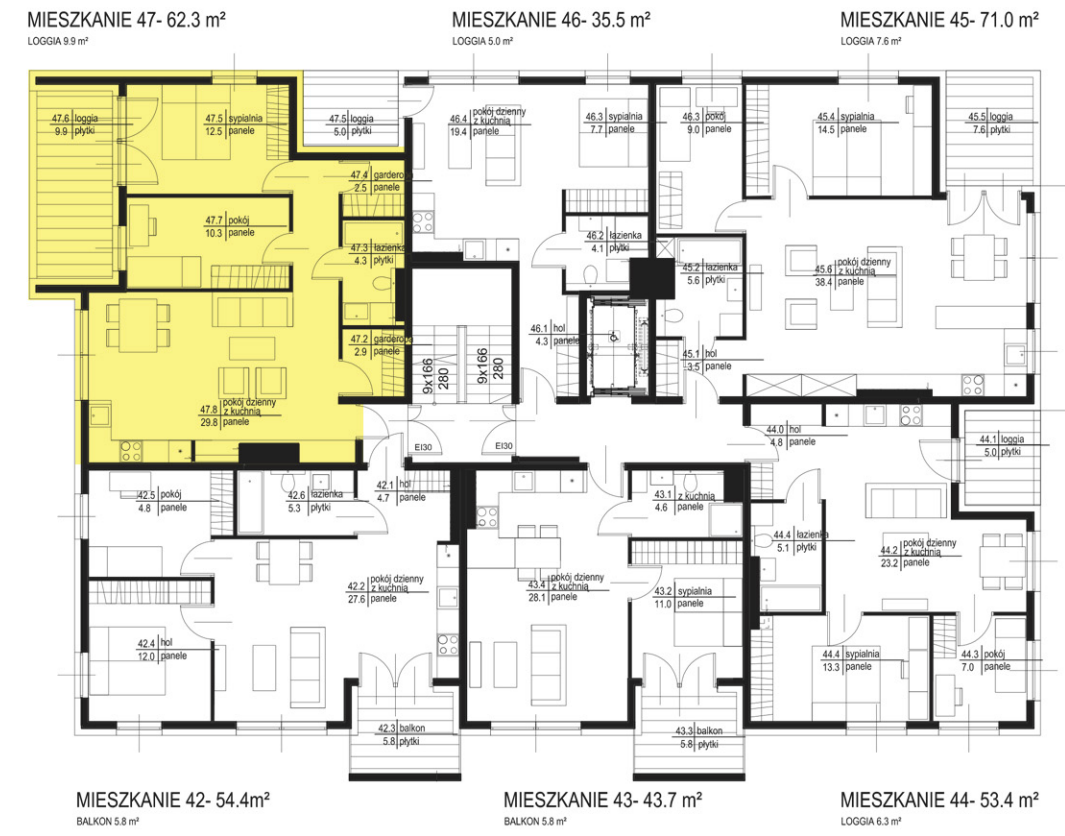 MIESZKANIE 47- 62.3 m²
LOGGIA 9.9 m²
MIESZKANIE 46- 35.5 m²
LOGGIA 5.0 m²
MIESZKANIE 45- 71.0 m²
LOGGIA 7.6 m²
47.6 loggia
9.9 płytki
47.5 sypialnia
12.5 panele
47.5 loggia
5.0 płytki
46.4 pokój dzienny
z kuchnią
19.4 panele
46.3 sypialnia
7.7 panele
46.3 pokój
9.0 panele
45.4 sypialnia
14.5 panele
45.5 loggia
7.6 płytki
47.4 garderob
2.5 panele
47.7 pokój
10.3 panele
47.3 łazienka
4.3 płytki
46.2 łazienka
4.1 płytki
45.2 łazienka
5.6 płytki
45.6 pokój dzienny
z kuchnią
38.4 panele
47.2 garderob
2.9 panele
9x166
280
9x166
280
46.1 hol
4.3 panele
45.1 hol
3.5 panele
47.8 pokój dzienny
z kuchnią
29.8 panele
EI30
EI30
44.0 hol
4.8 panele
44.1 loggia
5.0 płytki
42.5 pokój
4.8 panele
42.6 łazienka
5.3 płytki
42.1 hol
4.7 panele
43.1 z kuchnią
4.6 panele
44.4 łazienka
5.1 płytki
44.2 pokój dzienny
z kuchnią
23.2 panele
42.2 pokój dzienny
z kuchnią
27.6 panele
43.4 pokój dzienny
z kuchnią
28.1 panele
43.2 sypialnia
11.0 panele
42.4 hol
12.0 panele
44.4 sypialnia
13.3 panele
44.3 pokój
7.0 panele
42.3 balkon
5.8 płytki
43.3 balkon
5.8 płytki
MIESZKANIE 42- 54.4m²
BALKON 5.8 m²
MIESZKANIE 43- 43.7 m²
BALKON 5.8 m²
MIESZKANIE 44- 53.4 m²
LOGGIA 6.3 m²